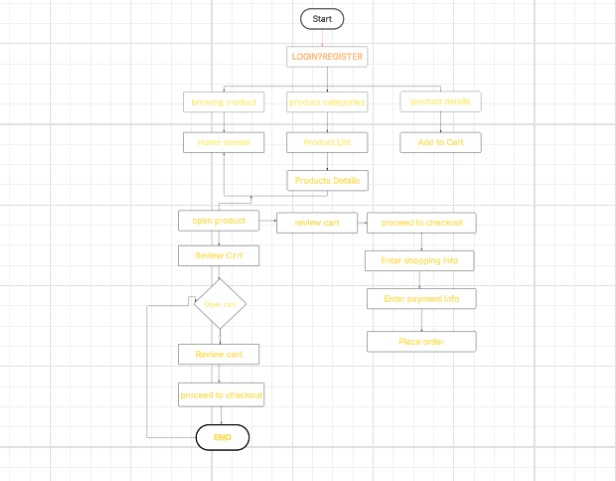 Start
LOGIN?REGISTER
browing product
product categories
product details
Home screen
Product List
Add to Cart
Products Details
open product
review cart
proceed to checkout
Review Cart
Enter shopping Info
Open cart
Enter payment Info
Place order
Review cart
proceed to checkout
END